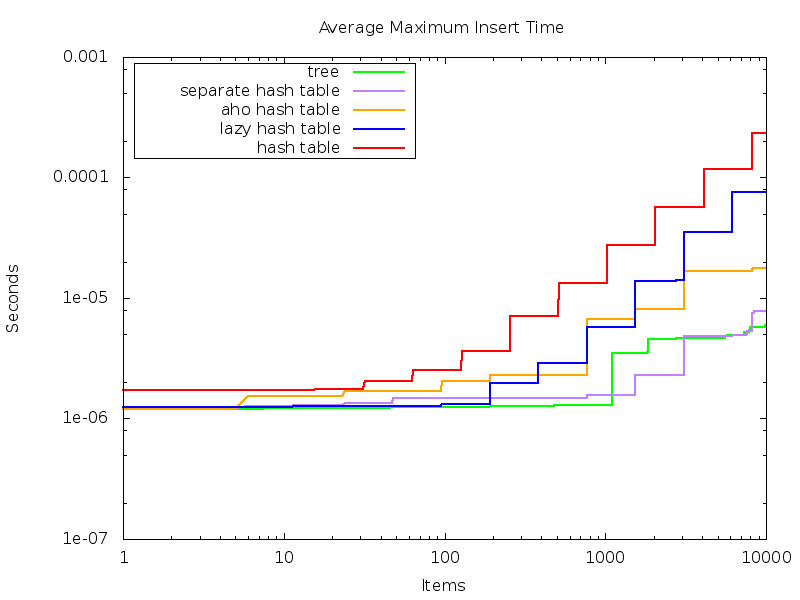 Average Maximum Insert Time
0.001
tree
separate hash table
aho hash table
lazy hash table
hash table
0.0001
1e-05
1e-06
1e-07
Seconds
1 10 100 1000 10000
Items